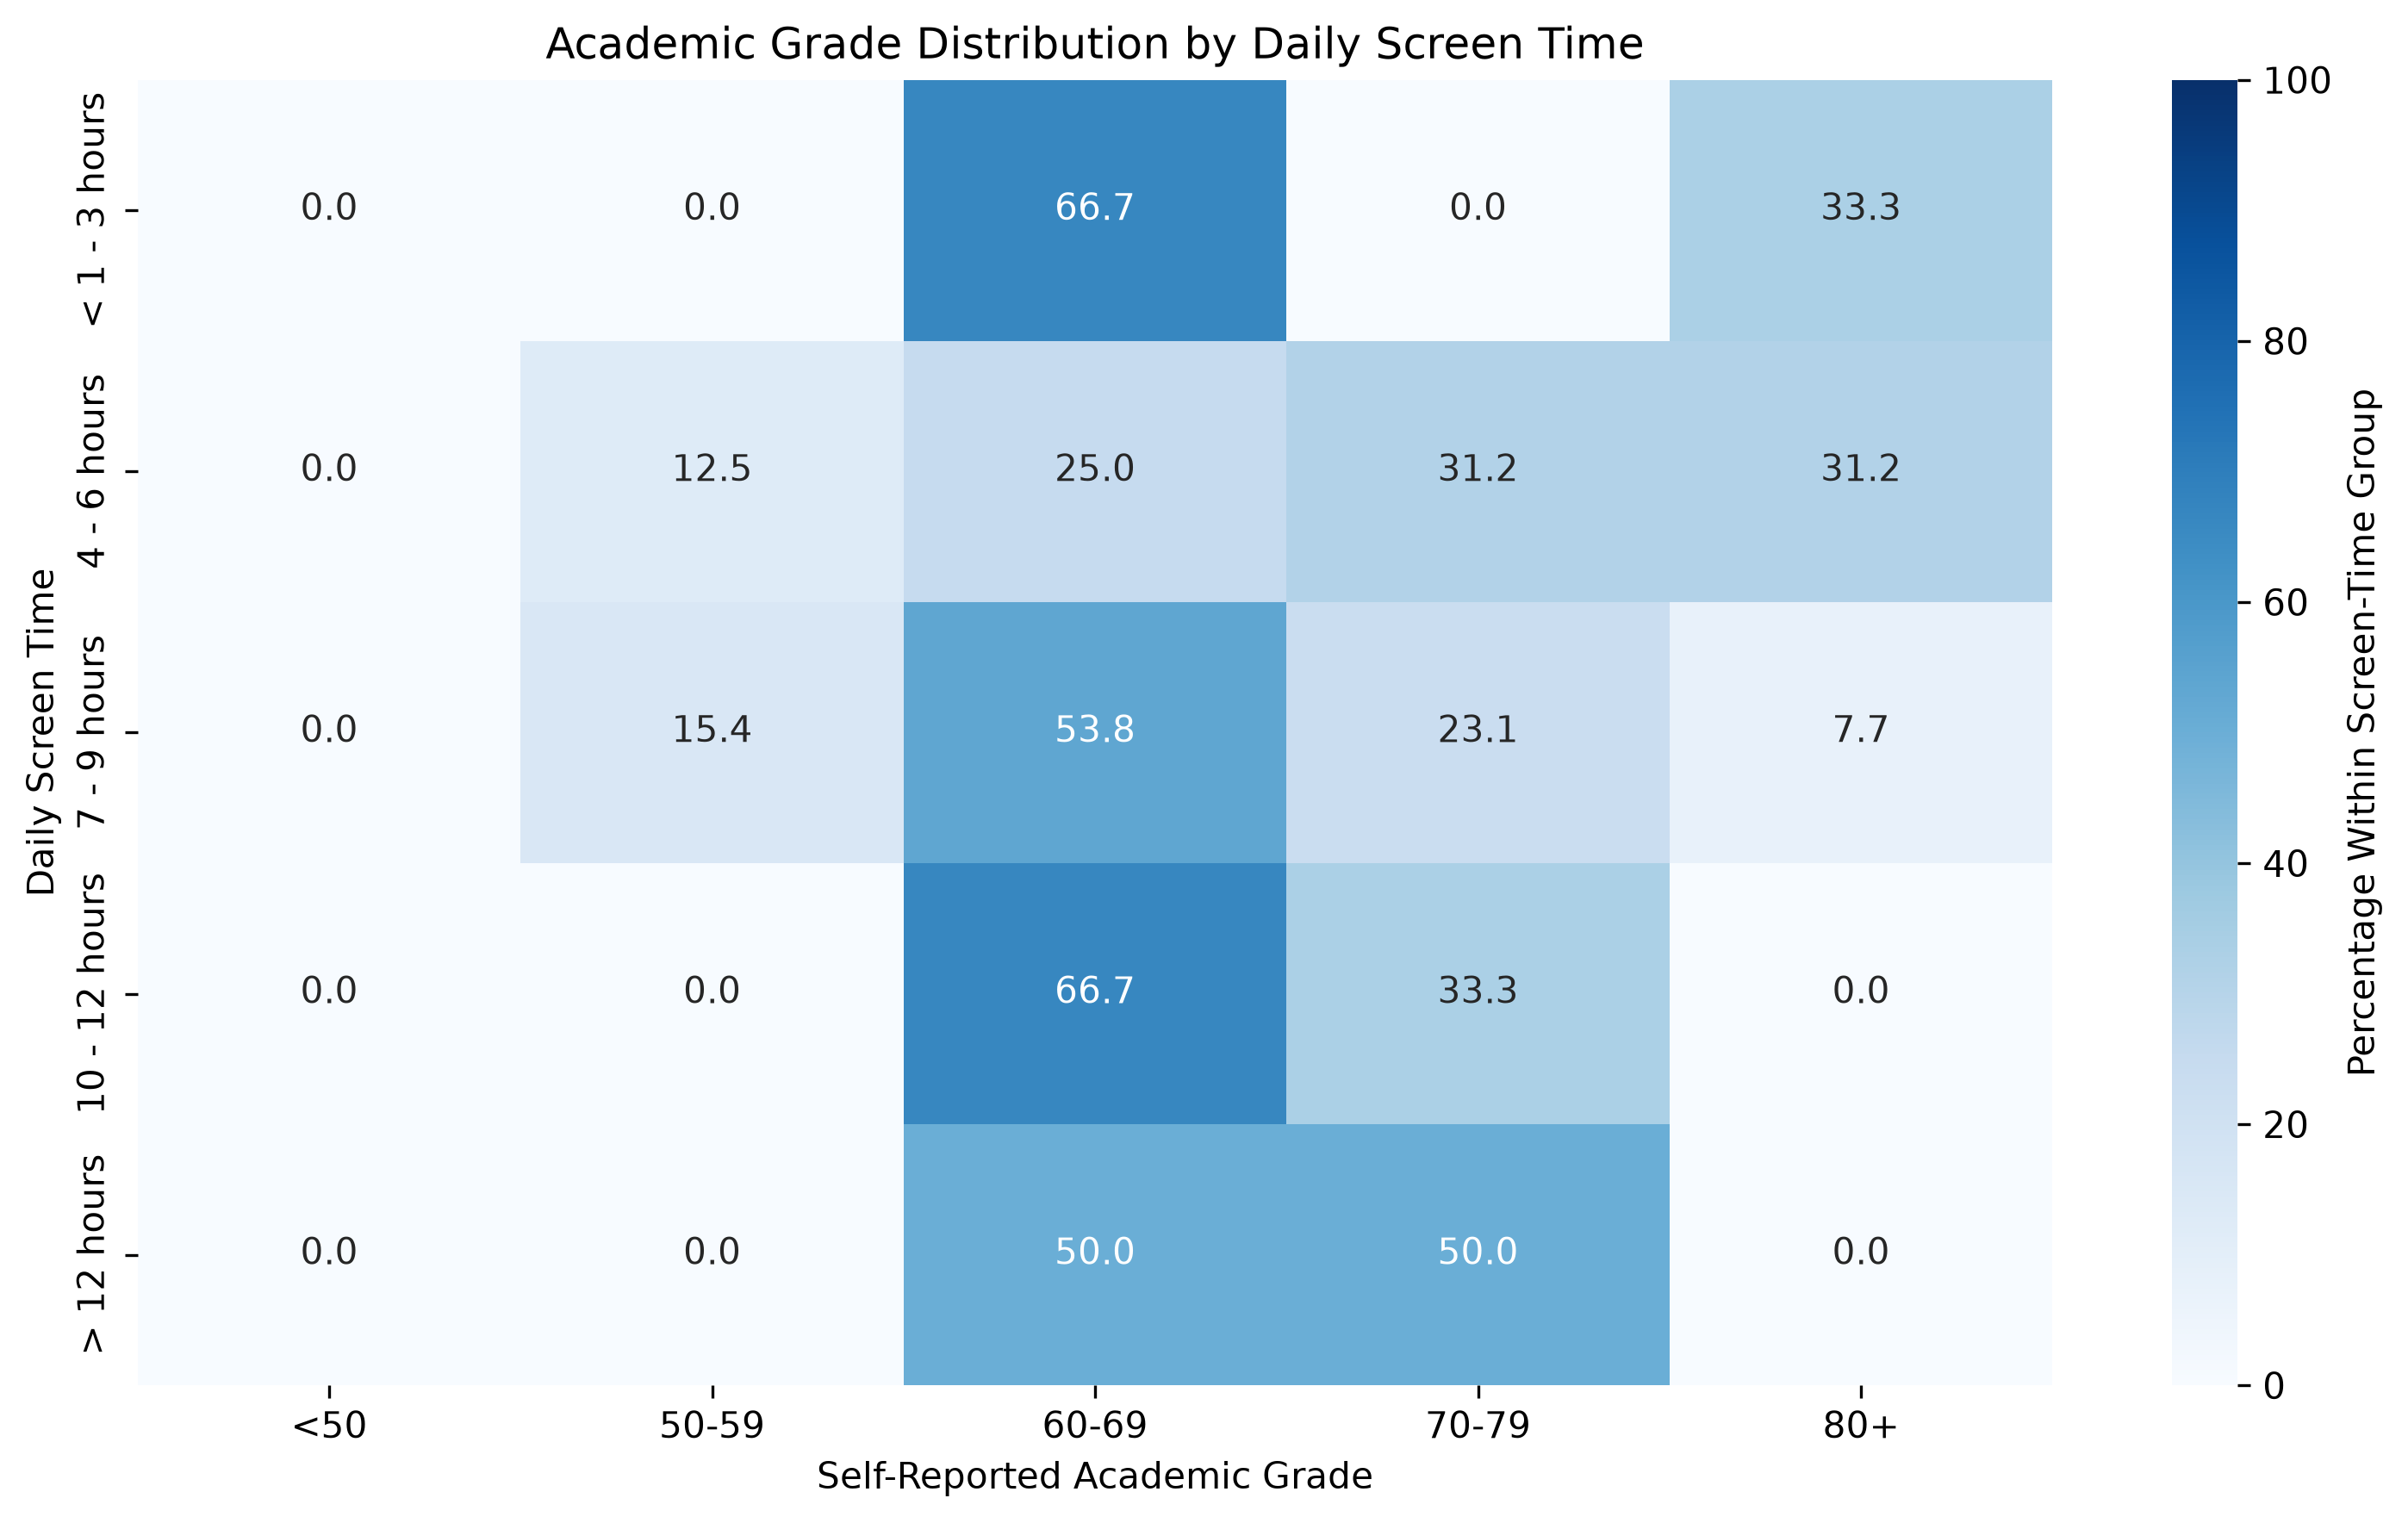 Academic Grade Distribution by Daily Screen Time
Daily Screen Time
< 1 - 3 hours
0.0 0.0 66.7 0.0 33.3
4 - 6 hours
0.0 12.5 25.0 31.2 31.2
7 - 9 hours
0.0 15.4 53.8 23.1 7.7
10 - 12 hours
0.0 0.0 66.7 33.3 0.0
> 12 hours
0.0 0.0 50.0 50.0 0.0
<50 50-59 60-69 70-79 80+
Self-Reported Academic Grade
100
80
60
40
20
0
Percentage Within Screen-Time Group